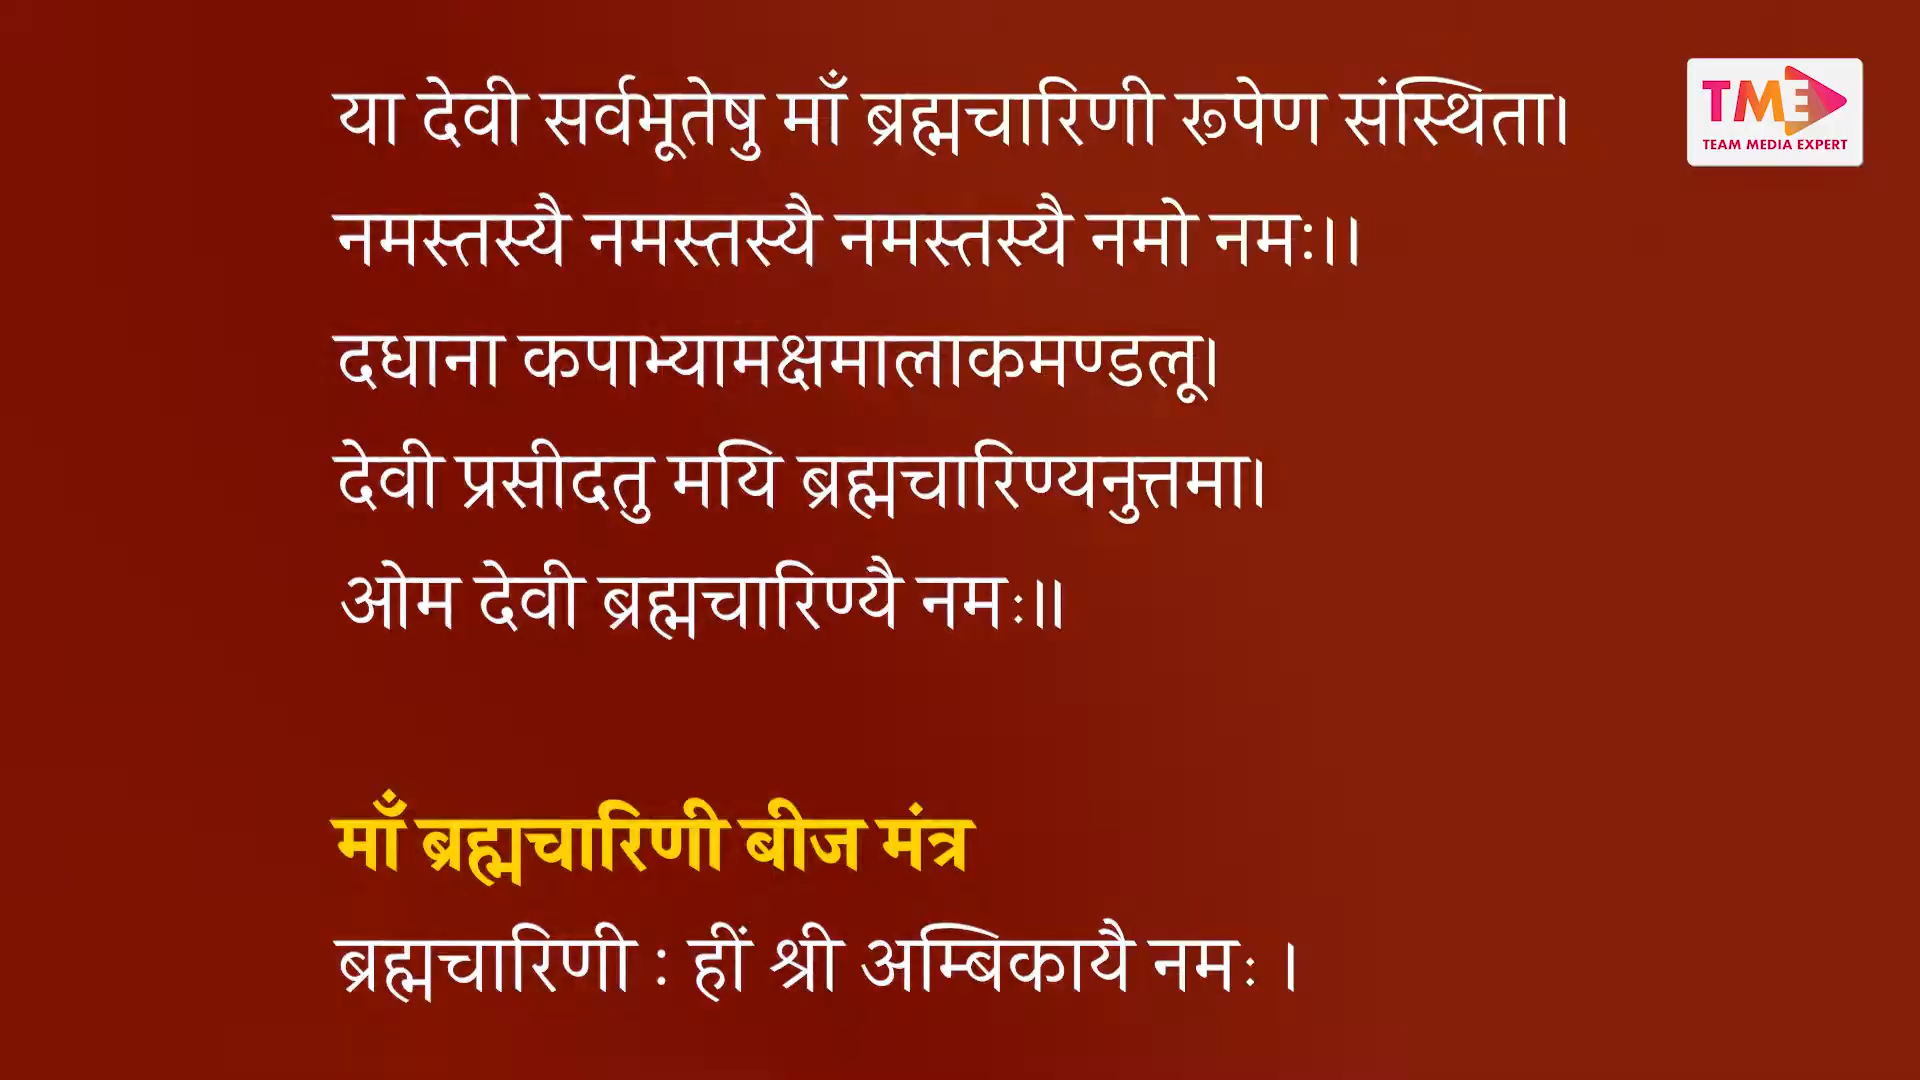 या देवी सर्वभूतेषु माँ ब्रह्मचारिणी रूपेण संस्थिता।
नमस्तस्यै नमस्तस्यै नमस्तस्यै नमो नमः।।
दधाना कपाभ्यामक्षमालाकमण्डलू।
देवी प्रसीदतु मयि ब्रह्मचारिण्यनुत्तमा।
ओम देवी ब्रह्मचारिण्यै नमः॥
माँ ब्रह्मचारिणी बीज मंत्र
ब्रह्मचारिणी : हीं श्री अम्बिकायै नमः ।
TME
TEAM MEDIA EXPERT